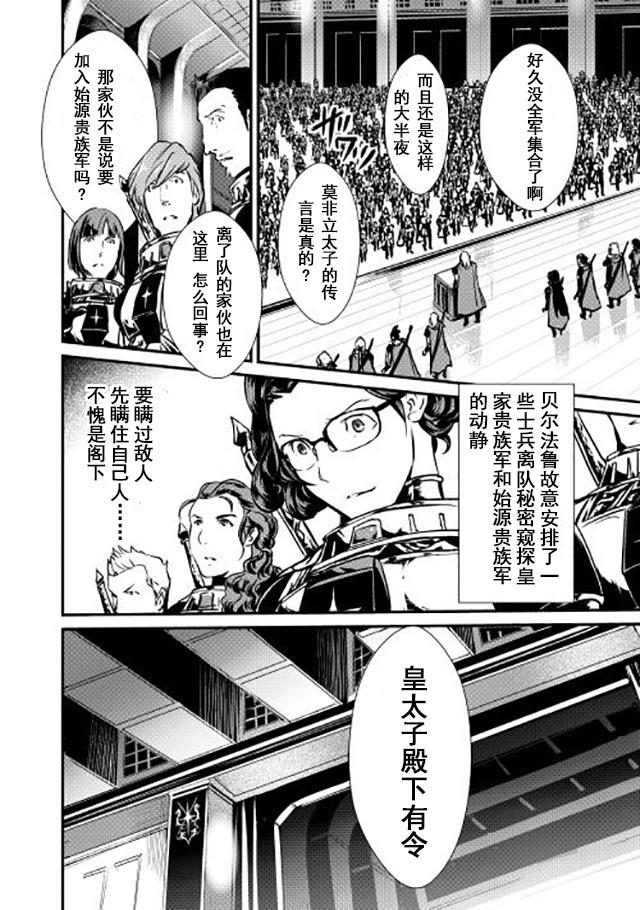 好久没全军集合了啊
而且还是这样
的大半夜
ザワザワ
莫非立太子的传
言是真的？
离了队的家伙也在
这里 怎么回事？
那家伙不是说要
加入始源贵族军吗？
贝尔法鲁故意安排了一
些士兵离队秘密窥探皇
家贵族军和始源贵族军
的动静
要瞒过敌人
先瞒住自己人……
不愧是阁下
皇太子殿下有令